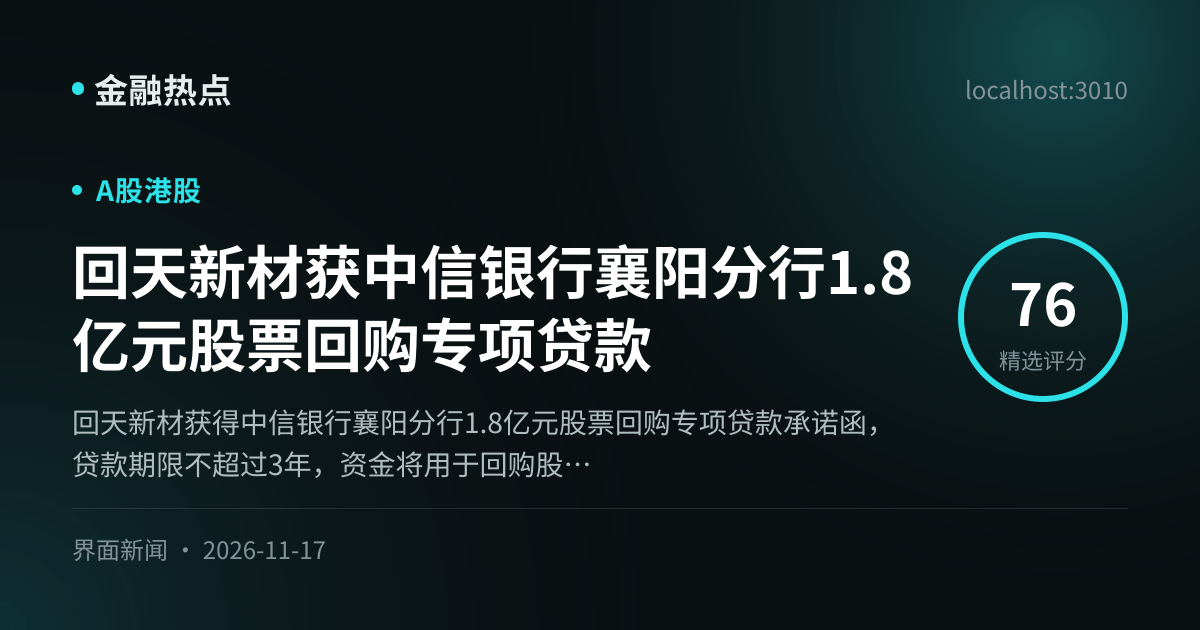 金融热点
localhost:3010
A股港股
回天新材获中信银行襄阳分行1.8
亿元股票回购专项贷款
76
精选评分
回天新材获得中信银行襄阳分行1.8亿元股票回购专项贷款承诺函，
贷款期限不超过3年，资金将用于回购股…
界面新闻 • 2026-11-17